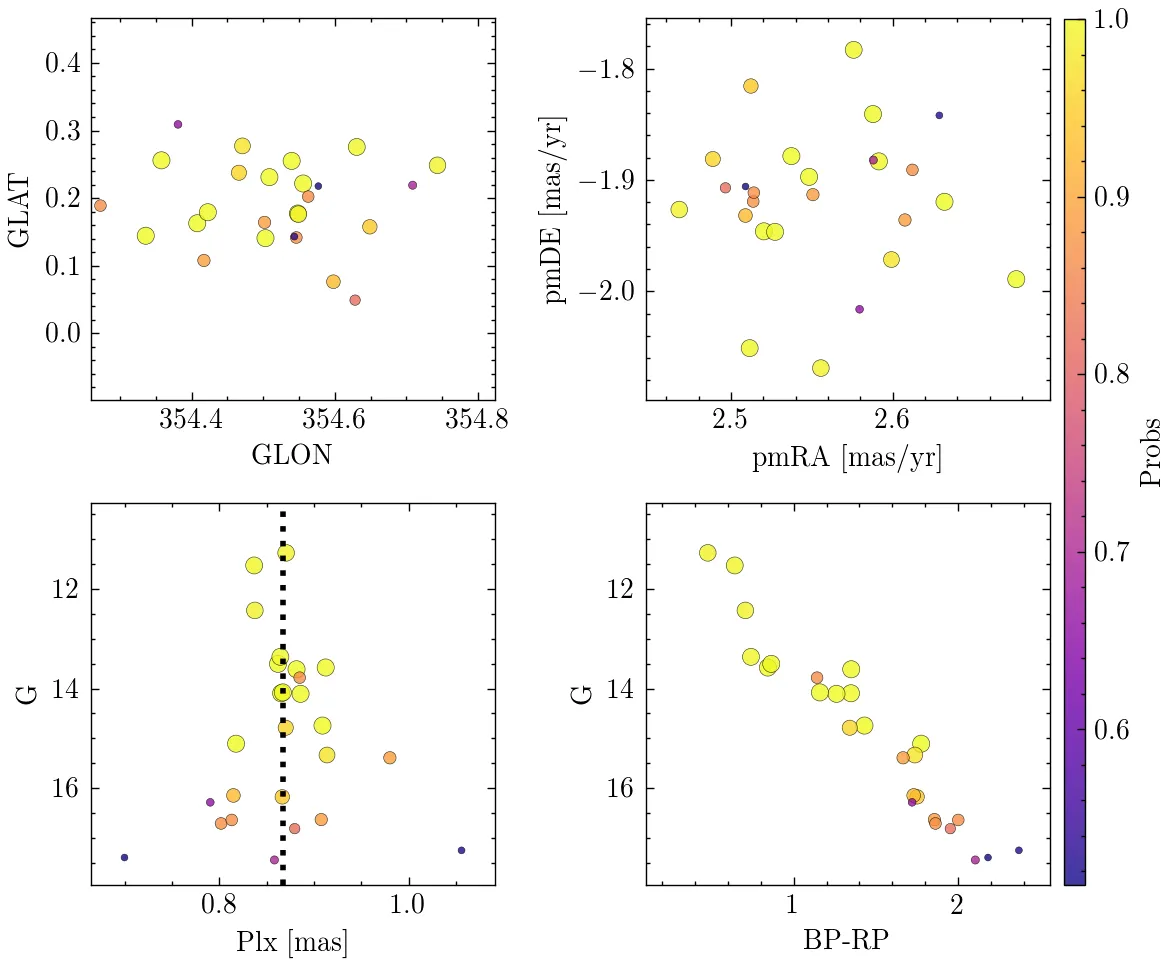 0.4
0.3
0.2
0.1
0.0
GLAT
354.4 354.6 354.8
GLON
−1.8
−1.9
−2.0
pmDE [mas/yr]
2.5 2.6
pmRA [mas/yr]
12
14
16
G
0.8 1.0
Plx [mas]
12
14
16
G
1 2
BP-RP
1.0
0.9
0.8
0.7
0.6
Probs